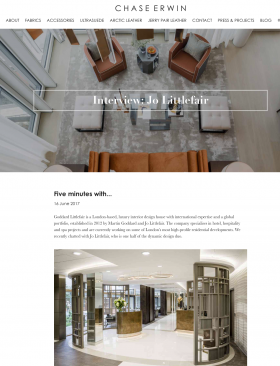 CHASE ERWIN
ABOUT FABRICS ACCESSORIES ULTRASUEDE ARCTIC LEATHER JERRY PAIR LEATHER CONTACT PRESS & PROJECTS BLOG
Interview: Jo Littlefair
Five minutes with...
16 June 2017
Goddard Littlefair is a London-based, luxury interior design house with international expertise and a global
portfolio, established in 2012 by Martin Goddard and Jo Littlefair. The company specialises in hotel, hospitality
and spa projects and are currently working on some of London's most high-profile residential developments. We
recently chatted with Jo Littlefair, who is one half of the dynamic design duo.